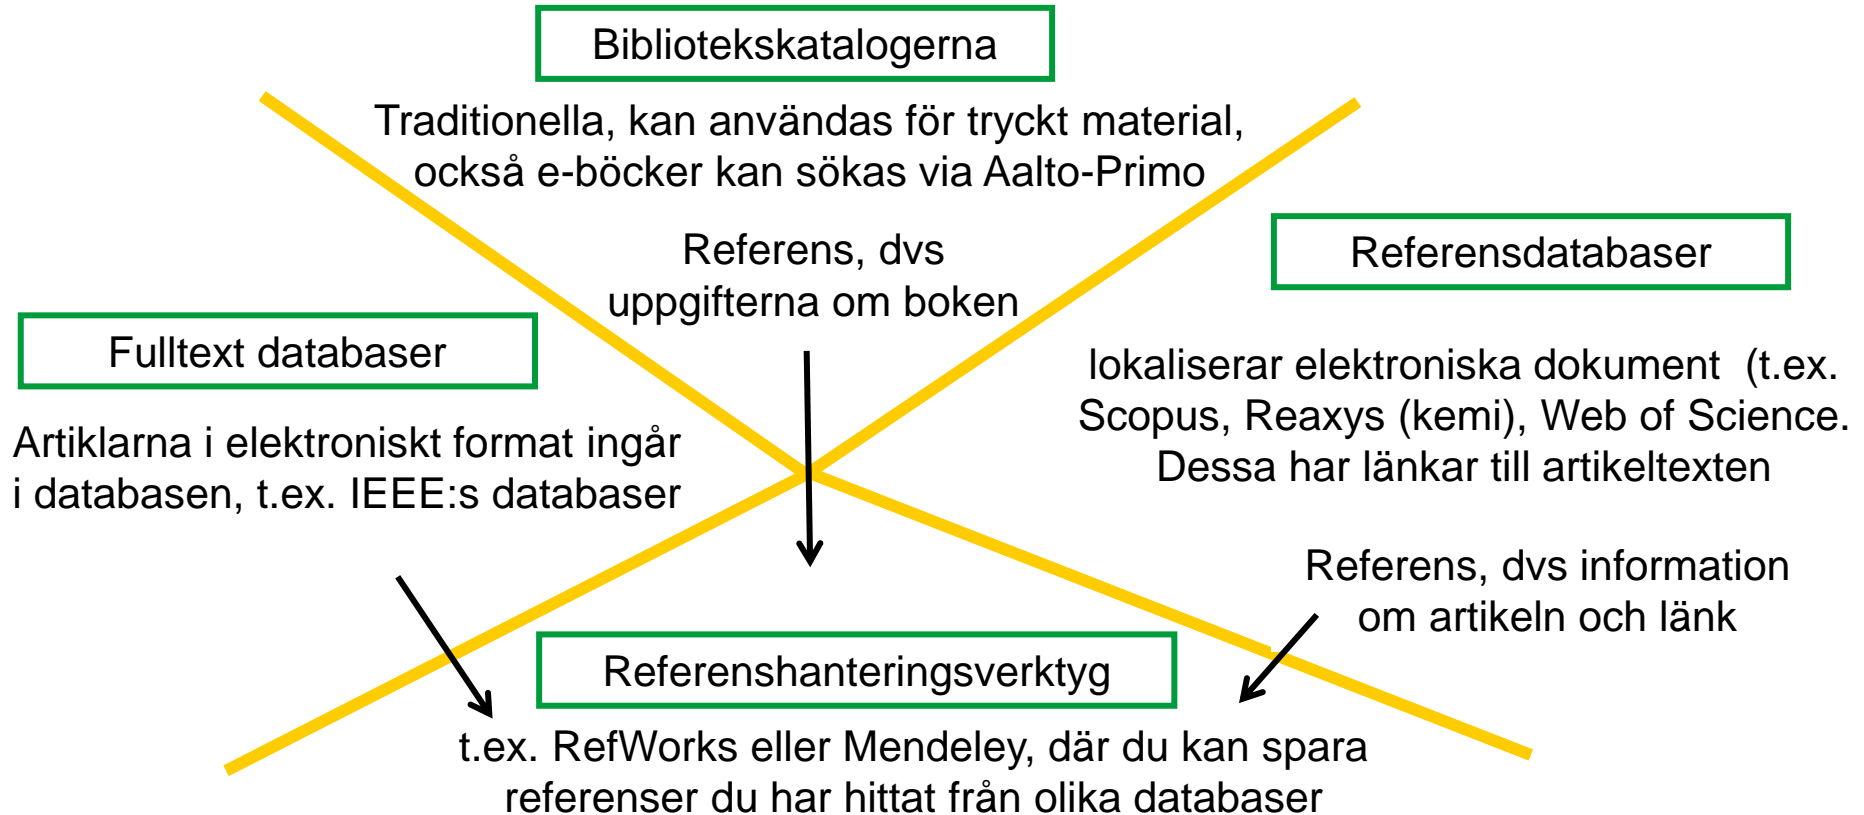 Bibliotekskatalogerna
Traditionella, kan användas för tryckt material,
också e-böcker kan sökas via Aalto-Primo
Referens, dvs
uppgifterna om boken
Referensdatabaser
lokaliserar elektroniska dokument  (t.ex.
Scopus, Reaxys (kemi), Web of Science.
Dessa har länkar till artikeltexten
Referens, dvs information
om artikeln och länk
Fulltext databaser
Artiklarna i elektroniskt format ingår
i databasen, t.ex. IEEE:s databaser
Referenshanteringsverktyg
t.ex. RefWorks eller Mendeley, där du kan spara
referenser du har hittat från olika databaser